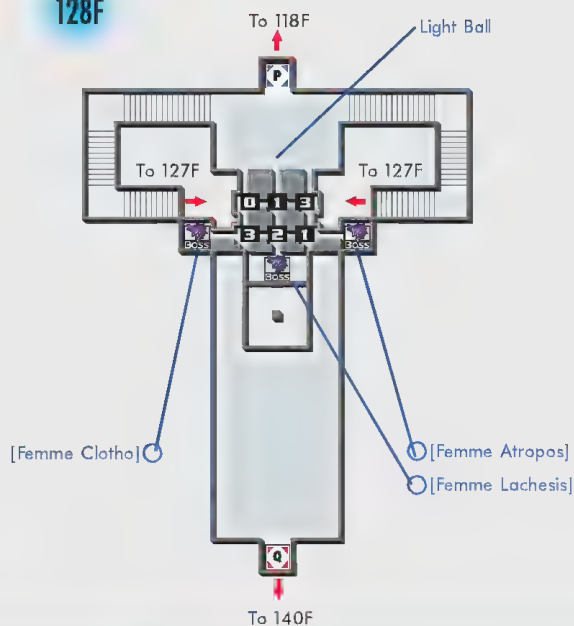 128F
To 118F
Light Ball
P
To 127F
To 127F
0 1 3
3 2 1
BOSS
BOSS
BOSS
[Femme Clotho]
[Femme Atropos]
[Femme Lachesis]
Q
To 140F